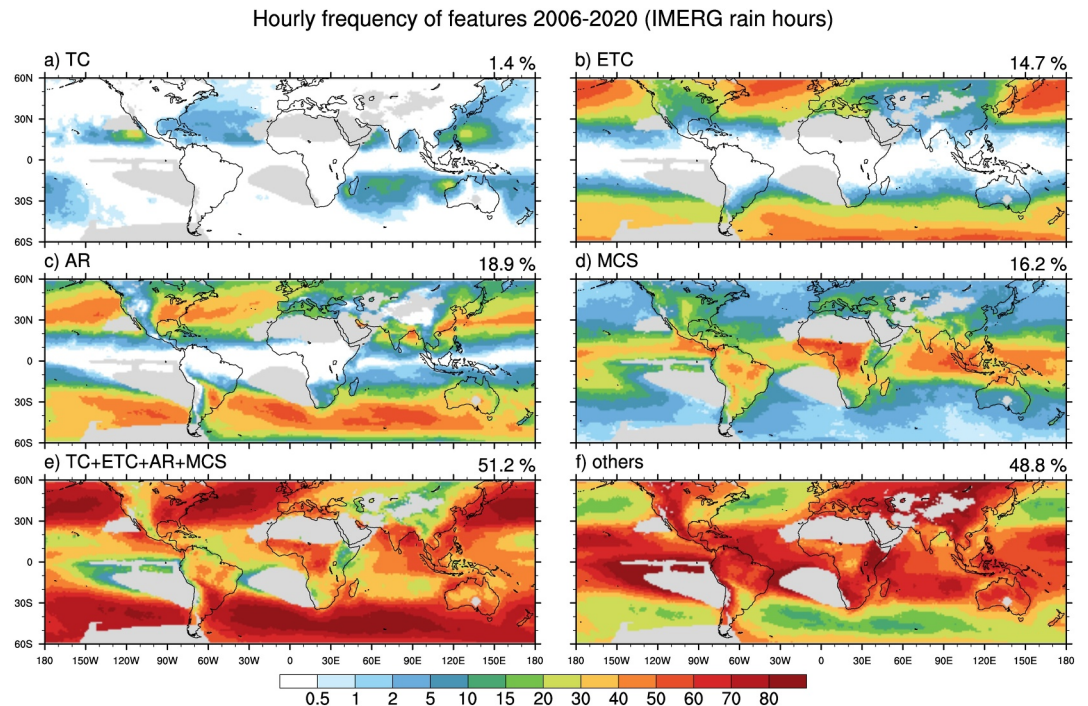 Hourly frequency of features 2006-2020 (IMERG rain hours)
a) TC 1.4 %
b) ETC 14.7 %
60N
30N
0
30S
60S
c) AR 18.9 %
d) MCS 16.2 %
60N
30N
0
30S
60S
e) TC+ETC+AR+MCS 51.2 %
f) others 48.8 %
60N
30N
0
30S
60S
180 150W 120W 90W 60W 30W 0 30E 60E 90E 120E 150E 180
180 150W 120W 90W 60W 30W 0 30E 60E 90E 120E 150E 180
0.5 1 2 5 10 15 20 30 40 50 60 70 80